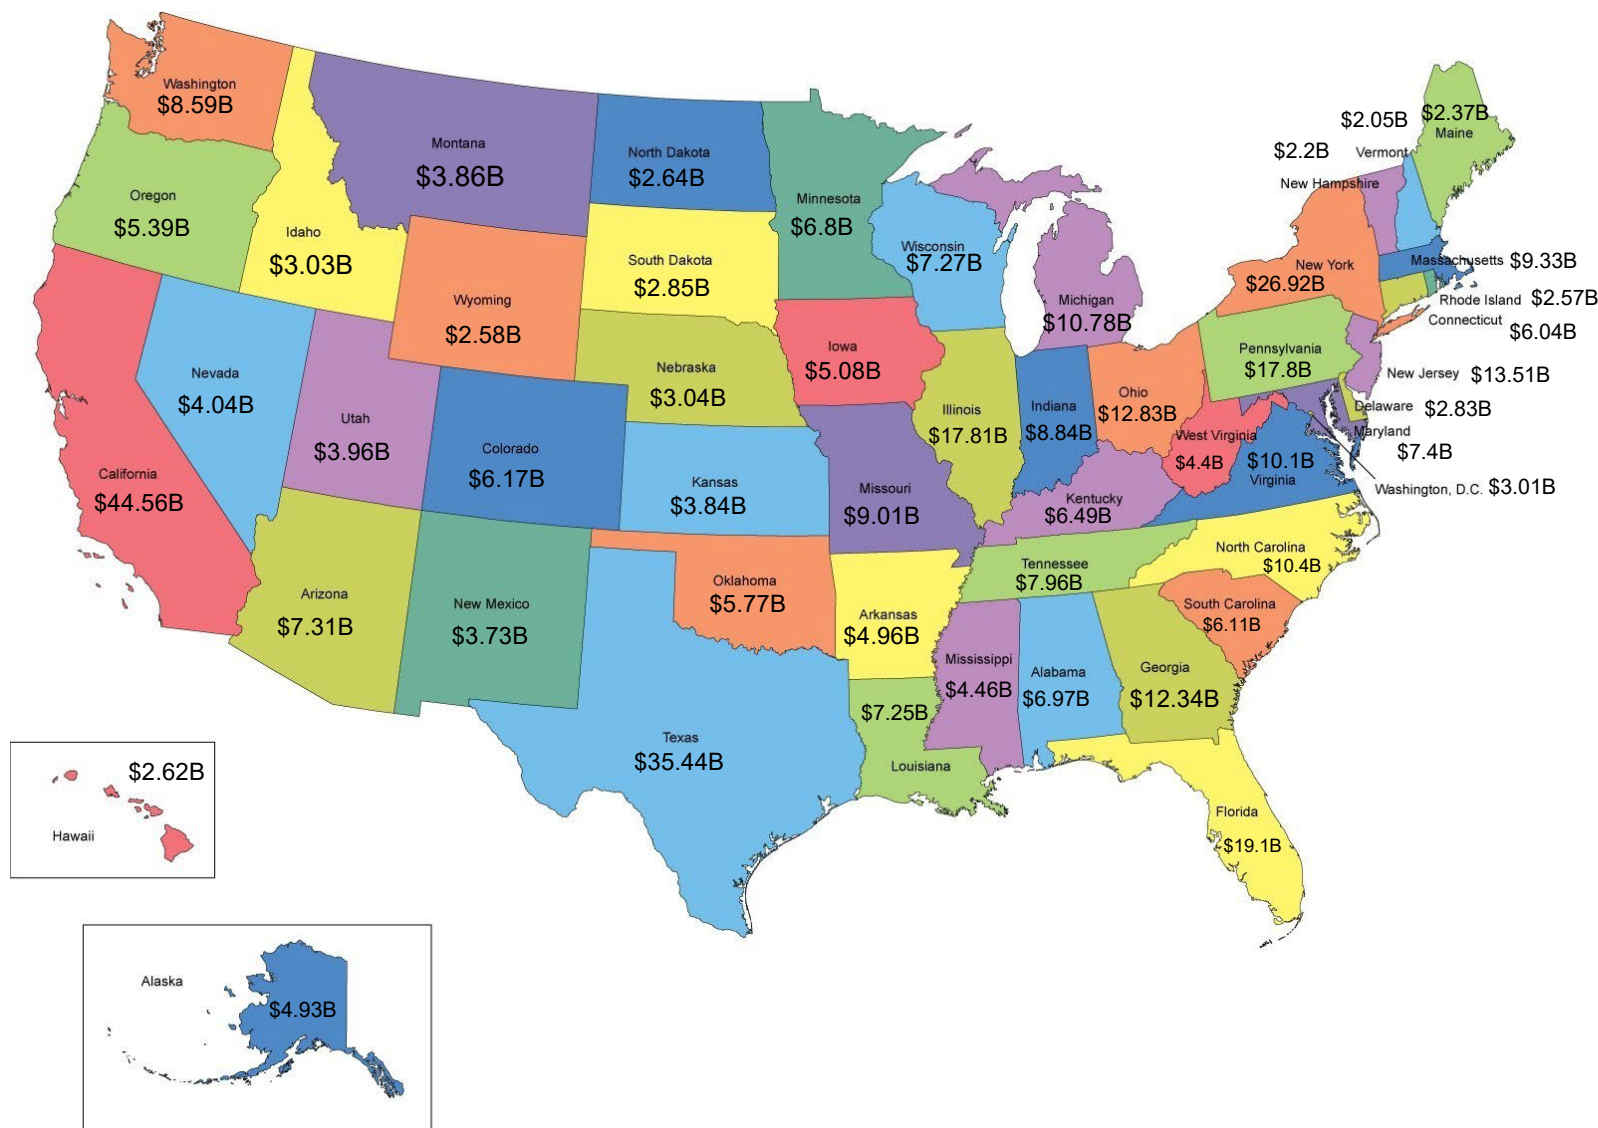 Washington
$8.59B
Montana
$3.86B
North Dakota
$2.64B
Minnesota
$6.8B
$2.05B
$2.37B
Maine
$2.2B
Vermont
New Hampshire
Oregon
$5.39B
Idaho
$3.03B
Wyoming
$2.58B
South Dakota
$2.85B
Wisconsin
$7.27B
Michigan
$10.78B
New York
$26.92B
Massachusetts $9.33B
Rhode Island $2.57B
Connecticut
$6.04B
Nevada
$4.04B
Utah
$3.96B
Colorado
$6.17B
Nebraska
$3.04B
Iowa
$5.08B
Illinois
$17.81B
Indiana
$8.84B
Ohio
$12.83B
Pennsylvania
$17.8B
New Jersey $13.51B
Delaware $2.83B
Maryland
$7.4B
Washington, D.C. $3.01B
West Virginia
$4.4B
$10.1B
Virginia
California
$44.56B
Kansas
$3.84B
Missouri
$9.01B
Kentucky
$6.49B
Arizona
$7.31B
New Mexico
$3.73B
Oklahoma
$5.77B
Arkansas
$4.96B
Tennessee
$7.96B
North Carolina
$10.4B
South Carolina
$6.11B
Mississippi
$4.46B
Alabama
$6.97B
Georgia
$12.34B
Texas
$35.44B
$7.25B
Louisiana
Florida
$19.1B
$2.62B
Hawaii
Alaska
$4.93B